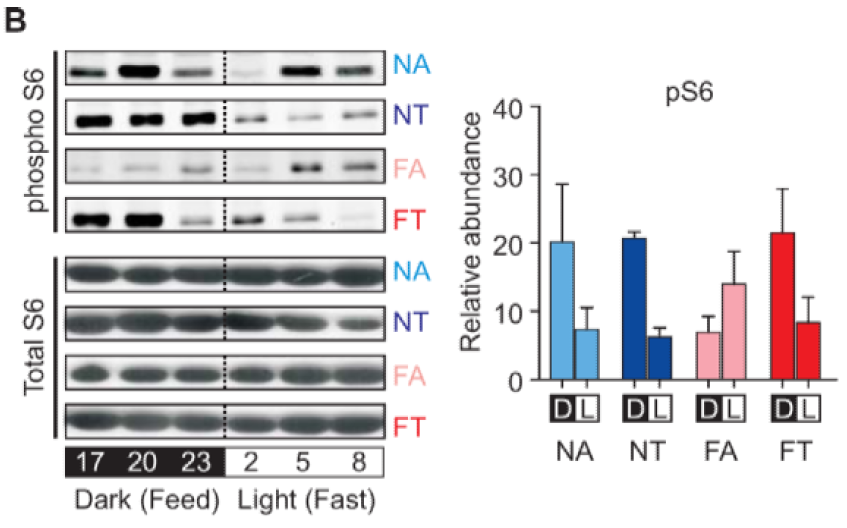 B
phospho S6
NA
NT
FA
FT
Total S6
NA
NT
FA
FT
17 20 23 2 5 8
Dark (Feed) Light (Fast)
pS6
Relative abundance
40
30
20
10
0
D L D L D L D L
NA NT FA FT